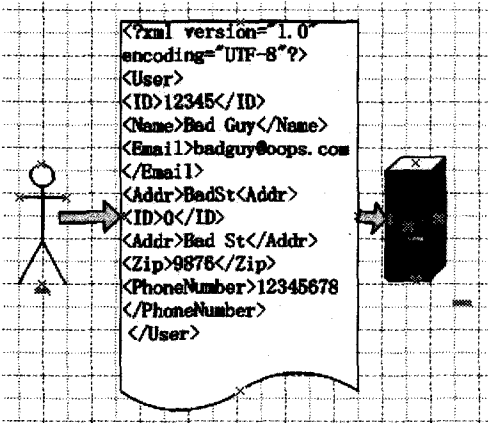 <?xml version="1.0"
encoding="UTF-8"?>
<User>
<ID>12345</ID>
<Name>Bad Guy</Name>
<Email>badguy@oops.com
</Email>
<Addr>BadSt<Addr>
<ID>0</ID>
<Addr>Bad St</Addr>
<Zip>9876</Zip>
<PhoneNumber>12345678
</PhoneNumber>
</User>